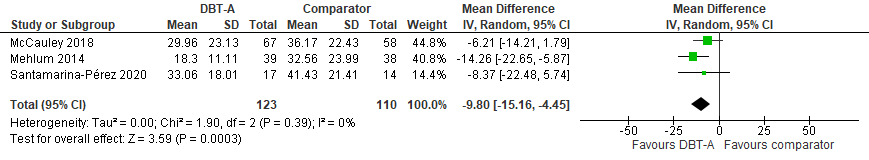 DBT-A Comparator Mean Difference Mean Difference
Study or Subgroup Mean SD Total Mean SD Total Weight IV, Random, 95% CI IV, Random, 95% CI
McCauley 2018 29.96 23.13 67 36.17 22.43 58 44.8% -6.21 [-14.21, 1.79]
Mehlum 2014 18.3 11.11 39 32.56 23.99 38 40.8% -14.26 [-22.65, -5.87]
Santamarina-Pérez 2020 33.06 18.01 17 41.43 21.41 14 14.4% -8.37 [-22.48, 5.74]
Total (95% CI) 123 110 100.0% -9.80 [-15.16, -4.45]
Heterogeneity: Tau² = 0.00; Chi² = 1.90, df = 2 (P = 0.39); I² = 0%
Test for overall effect: Z = 3.59 (P = 0.0003)
-50 -25 0 25 50
Favours DBT-A Favours comparator